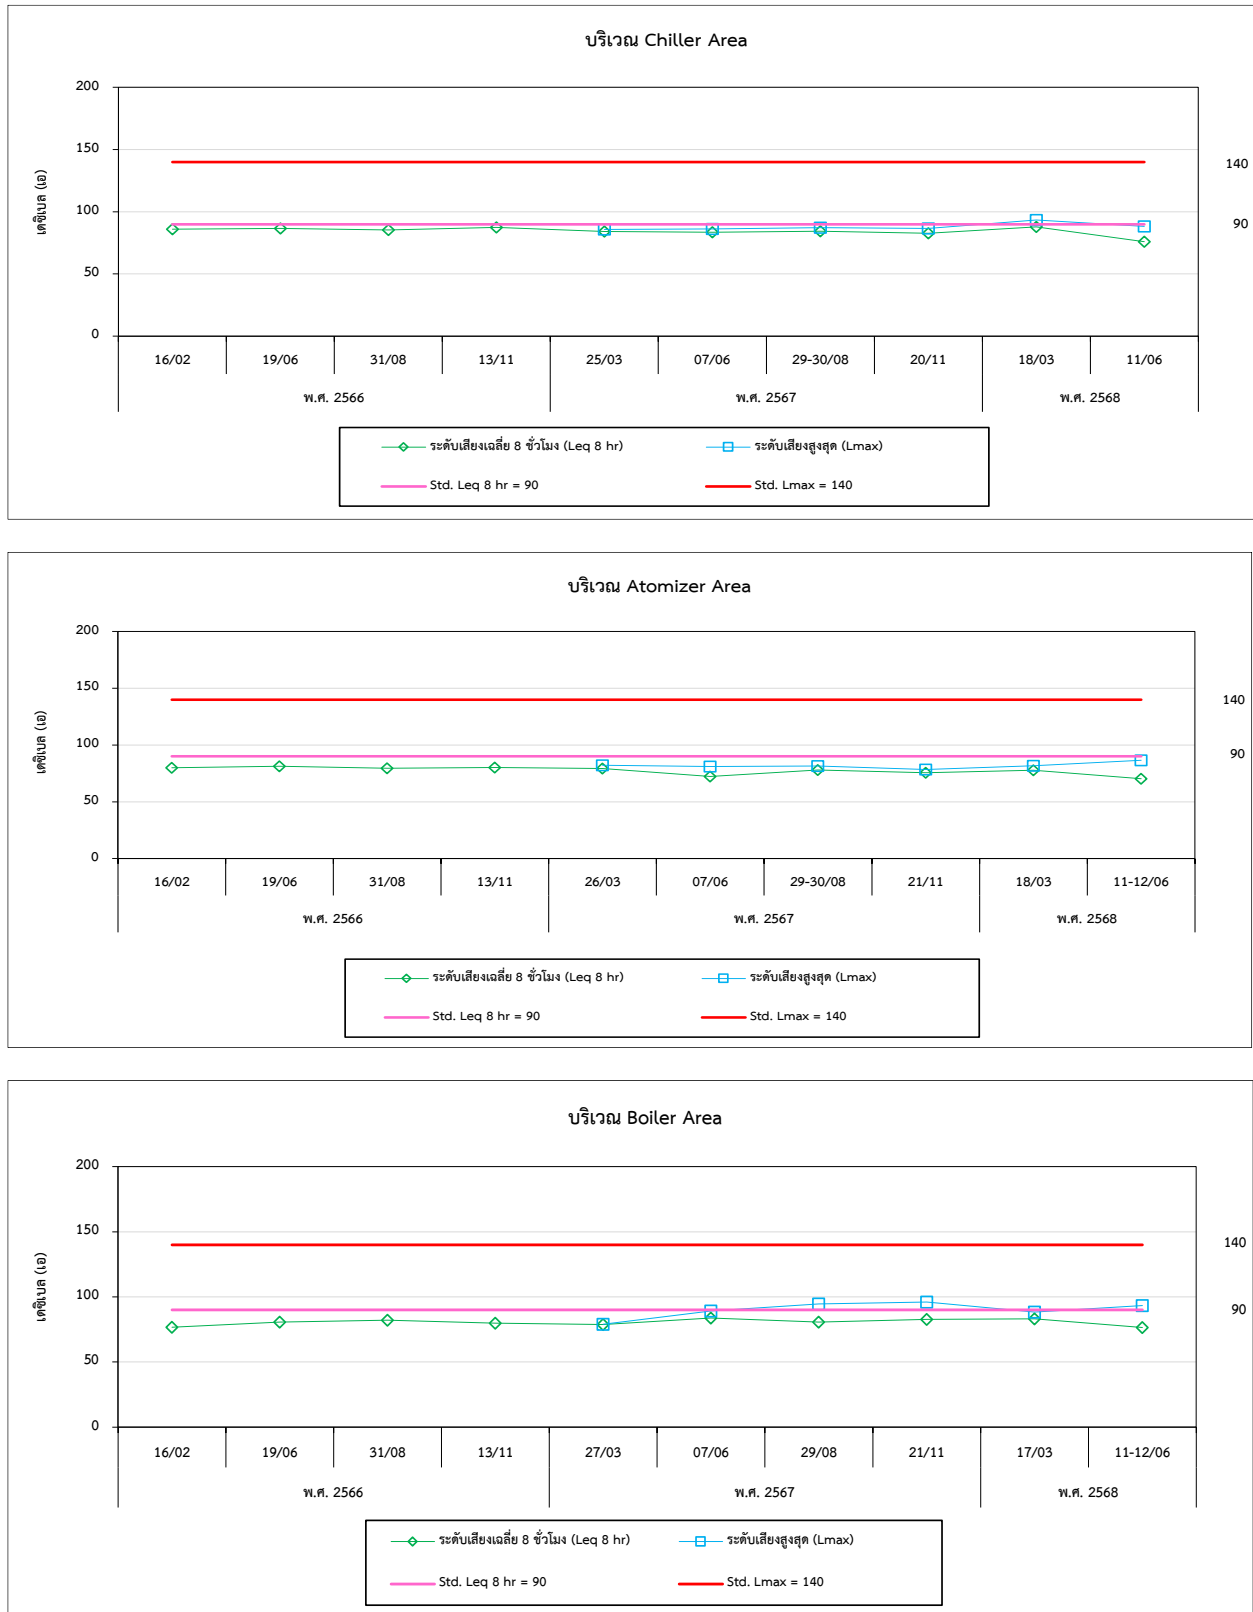 บริเวณ Chiller Area
200
150
100
50
0
เดซิเบล (เอ)
140
90
16/02 19/06 31/08 13/11 25/03 07/06 29-30/08 20/11 18/03 11/06
พ.ศ. 2566 พ.ศ. 2567 พ.ศ. 2568
ระดับเสียงเฉลี่ย 8 ชั่วโมง (Leq 8 hr) ระดับเสียงสูงสุด (Lmax)
Std. Leq 8 hr = 90 Std. Lmax = 140
บริเวณ Atomizer Area
200
150
100
50
0
เดซิเบล (เอ)
140
90
16/02 19/06 31/08 13/11 26/03 07/06 29-30/08 21/11 18/03 11-12/06
พ.ศ. 2566 พ.ศ. 2567 พ.ศ. 2568
ระดับเสียงเฉลี่ย 8 ชั่วโมง (Leq 8 hr) ระดับเสียงสูงสุด (Lmax)
Std. Leq 8 hr = 90 Std. Lmax = 140
บริเวณ Boiler Area
200
150
100
50
0
เดซิเบล (เอ)
140
90
16/02 19/06 31/08 13/11 27/03 07/06 29/08 21/11 17/03 11-12/06
พ.ศ. 2566 พ.ศ. 2567 พ.ศ. 2568
ระดับเสียงเฉลี่ย 8 ชั่วโมง (Leq 8 hr) ระดับเสียงสูงสุด (Lmax)
Std. Leq 8 hr = 90 Std. Lmax = 140